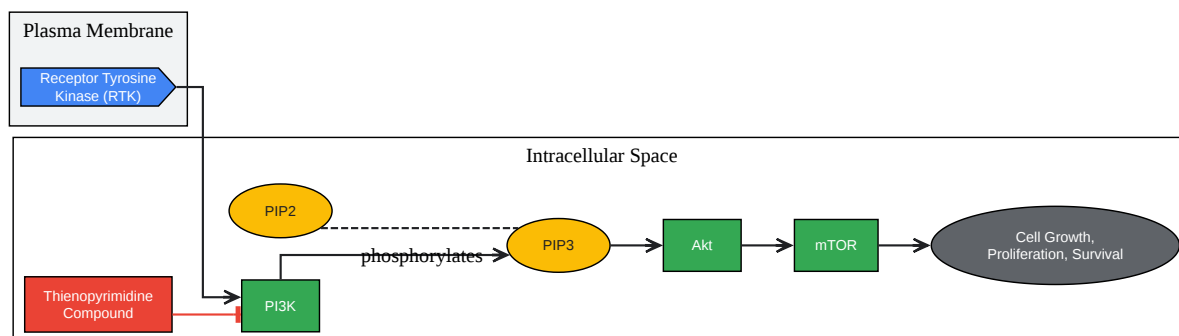 Plasma Membrane
Receptor Tyrosine
Kinase (RTK)
Intracellular Space
PIP2
phosphorylates
PIP3
Akt
mTOR
Cell Growth,
Proliferation, Survival
Thienopyrimidine
Compound
PI3K